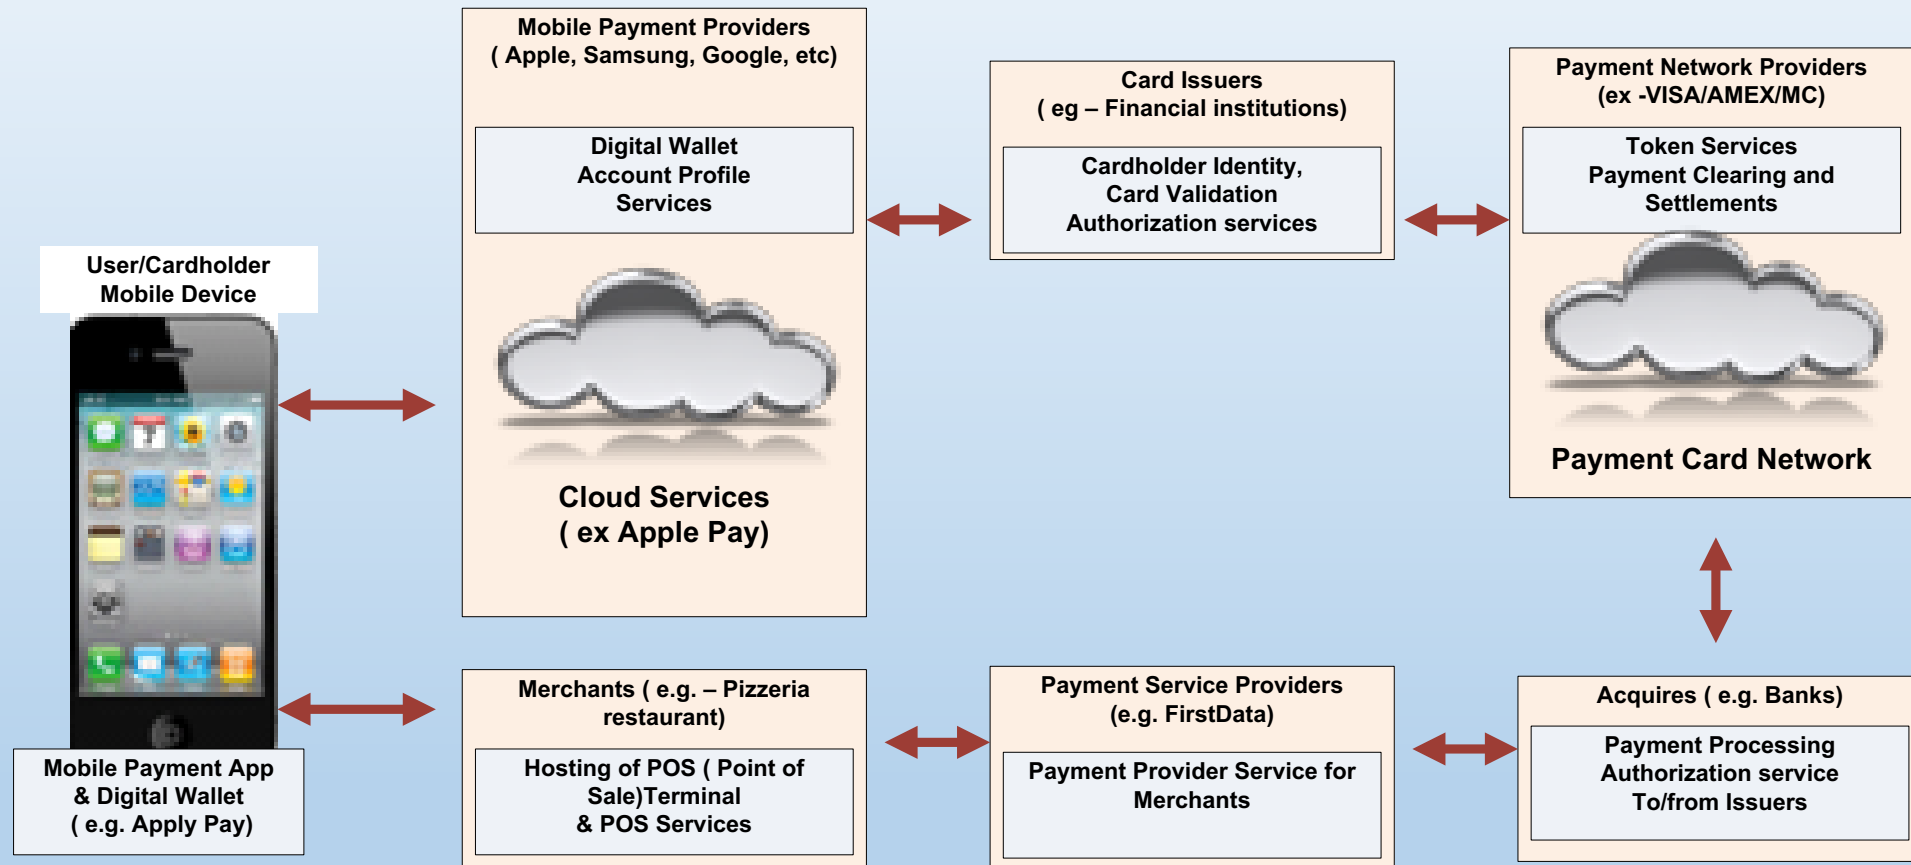 Mobile Payment Providers
( Apple, Samsung, Google, etc)
Digital Wallet
Account Profile
Services
Cloud Services
( ex Apple Pay)
Card Issuers
( eg – Financial institutions)
Cardholder Identity,
Card Validation
Authorization services
Payment Network Providers
(ex -VISA/AMEX/MC)
Token Services
Payment Clearing and
Settlements
Payment Card Network
User/Cardholder
Mobile Device
7
Mobile Payment App
& Digital Wallet
( e.g. Apply Pay)
Merchants ( e.g. – Pizzeria
restaurant)
Hosting of POS ( Point of
Sale)Terminal
& POS Services
Payment Service Providers
(e.g. FirstData)
Payment Provider Service for
Merchants
Acquires ( e.g. Banks)
Payment Processing
Authorization service
To/from Issuers